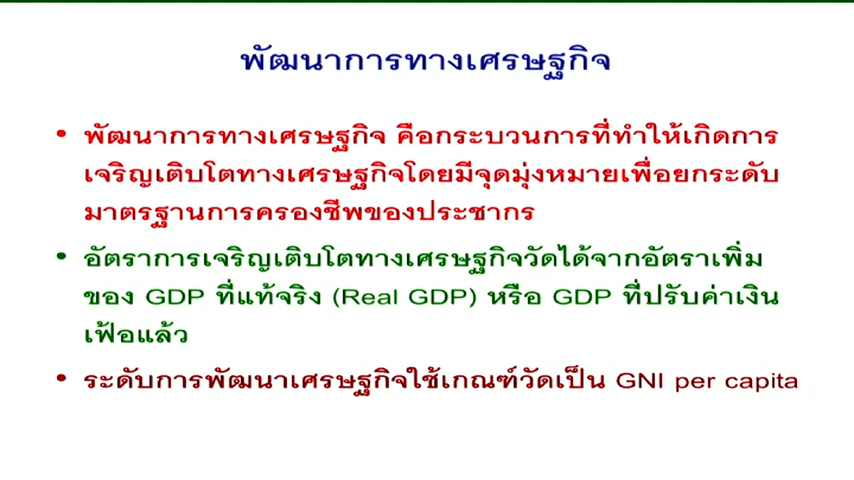 พัฒนาการทางเศรษฐกิจ
• พัฒนาการทางเศรษฐกิจ คือกระบวนการที่ทำให้เกิดการ
เจริญเติบโตทางเศรษฐกิจโดยมีจุดมุ่งหมายเพื่อยกระดับ
มาตรฐานการครองชีพของประชากร
• อัตราการเจริญเติบโตทางเศรษฐกิจวัดได้จากอัตราเพิ่ม
ของ GDP ที่แท้จริง (Real GDP) หรือ GDP ที่ปรับค่าเงิน
เฟ้อแล้ว
• ระดับการพัฒนาเศรษฐกิจใช้เกณฑ์วัดเป็น GNI per capita